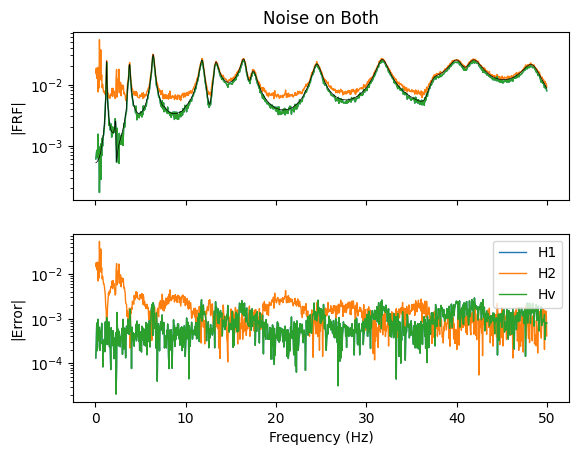 Noise on Both
|FRF|
10⁻²
10⁻³
|Error|
10⁻²
10⁻³
10⁻⁴
H1
H2
Hv
0 10 20 30 40 50
Frequency (Hz)